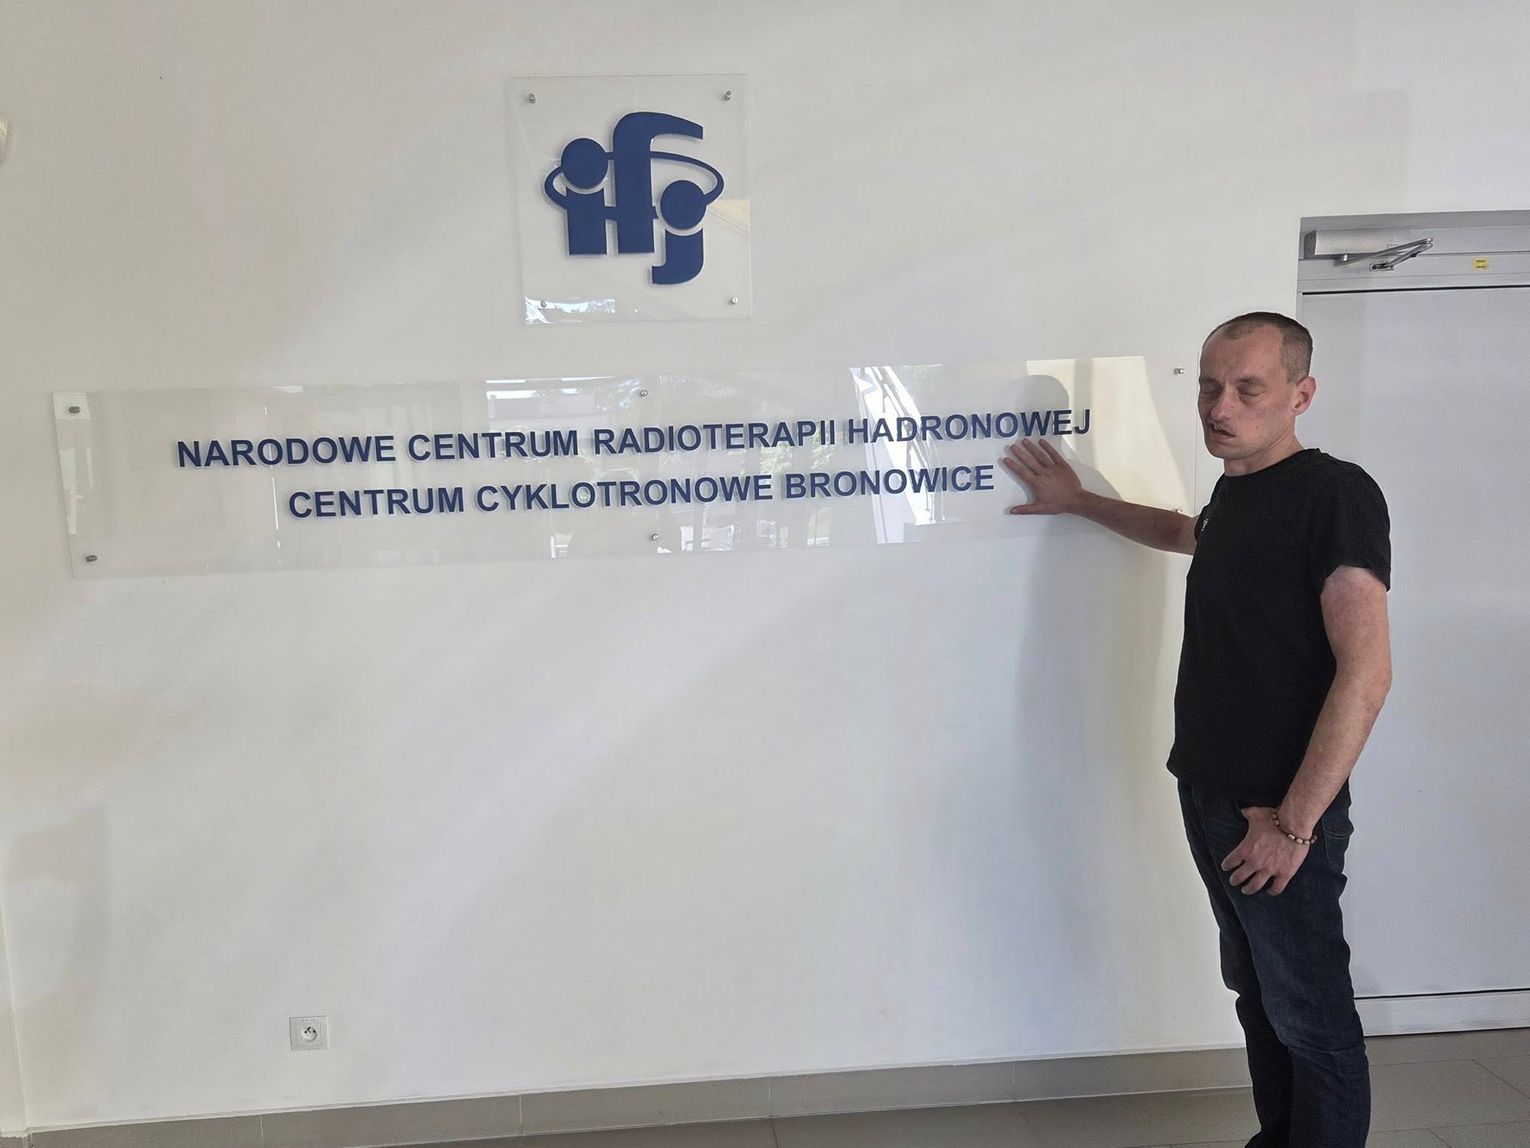 ifj
NARODOWE CENTRUM RADIOTERAPII HADRONOWEJ
CENTRUM CYKLOTRONOWE BRONOWICE